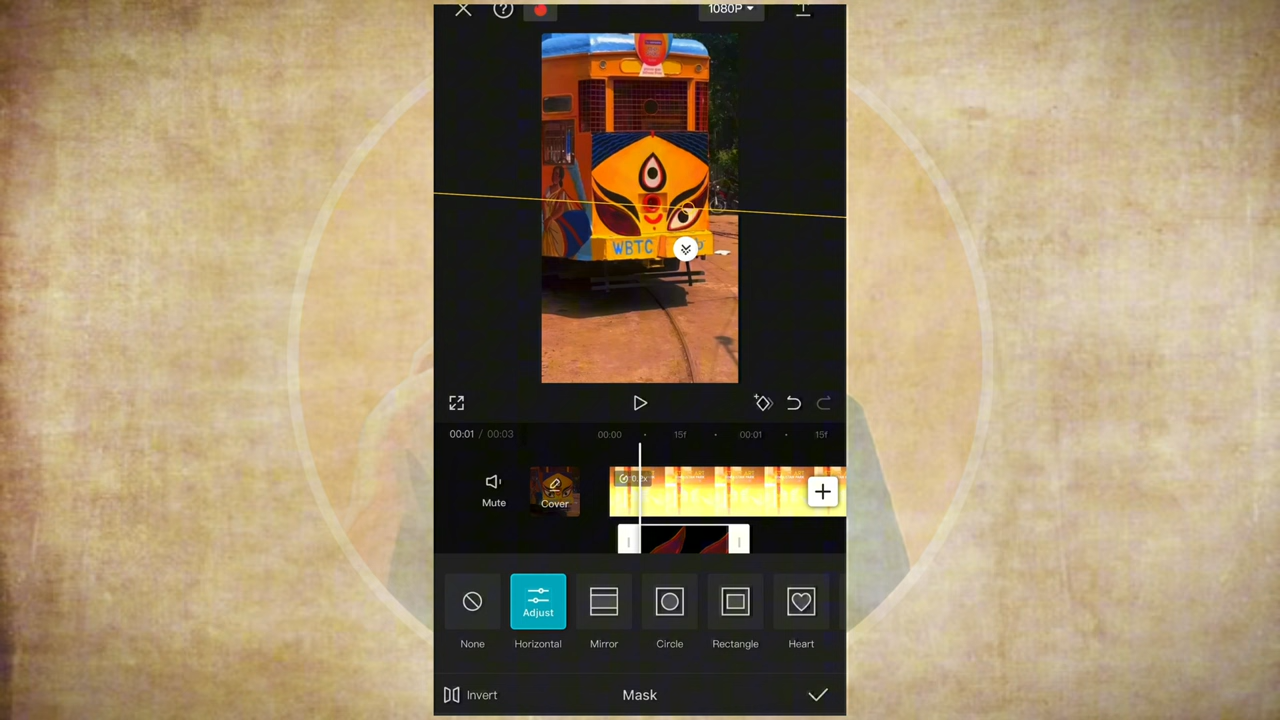 1080P
WBTC
00:01 / 00:03
00:00
15f
00:01
15f
Mute
Cover
Adjust
None
Horizontal
Mirror
Circle
Rectangle
Heart
Invert
Mask